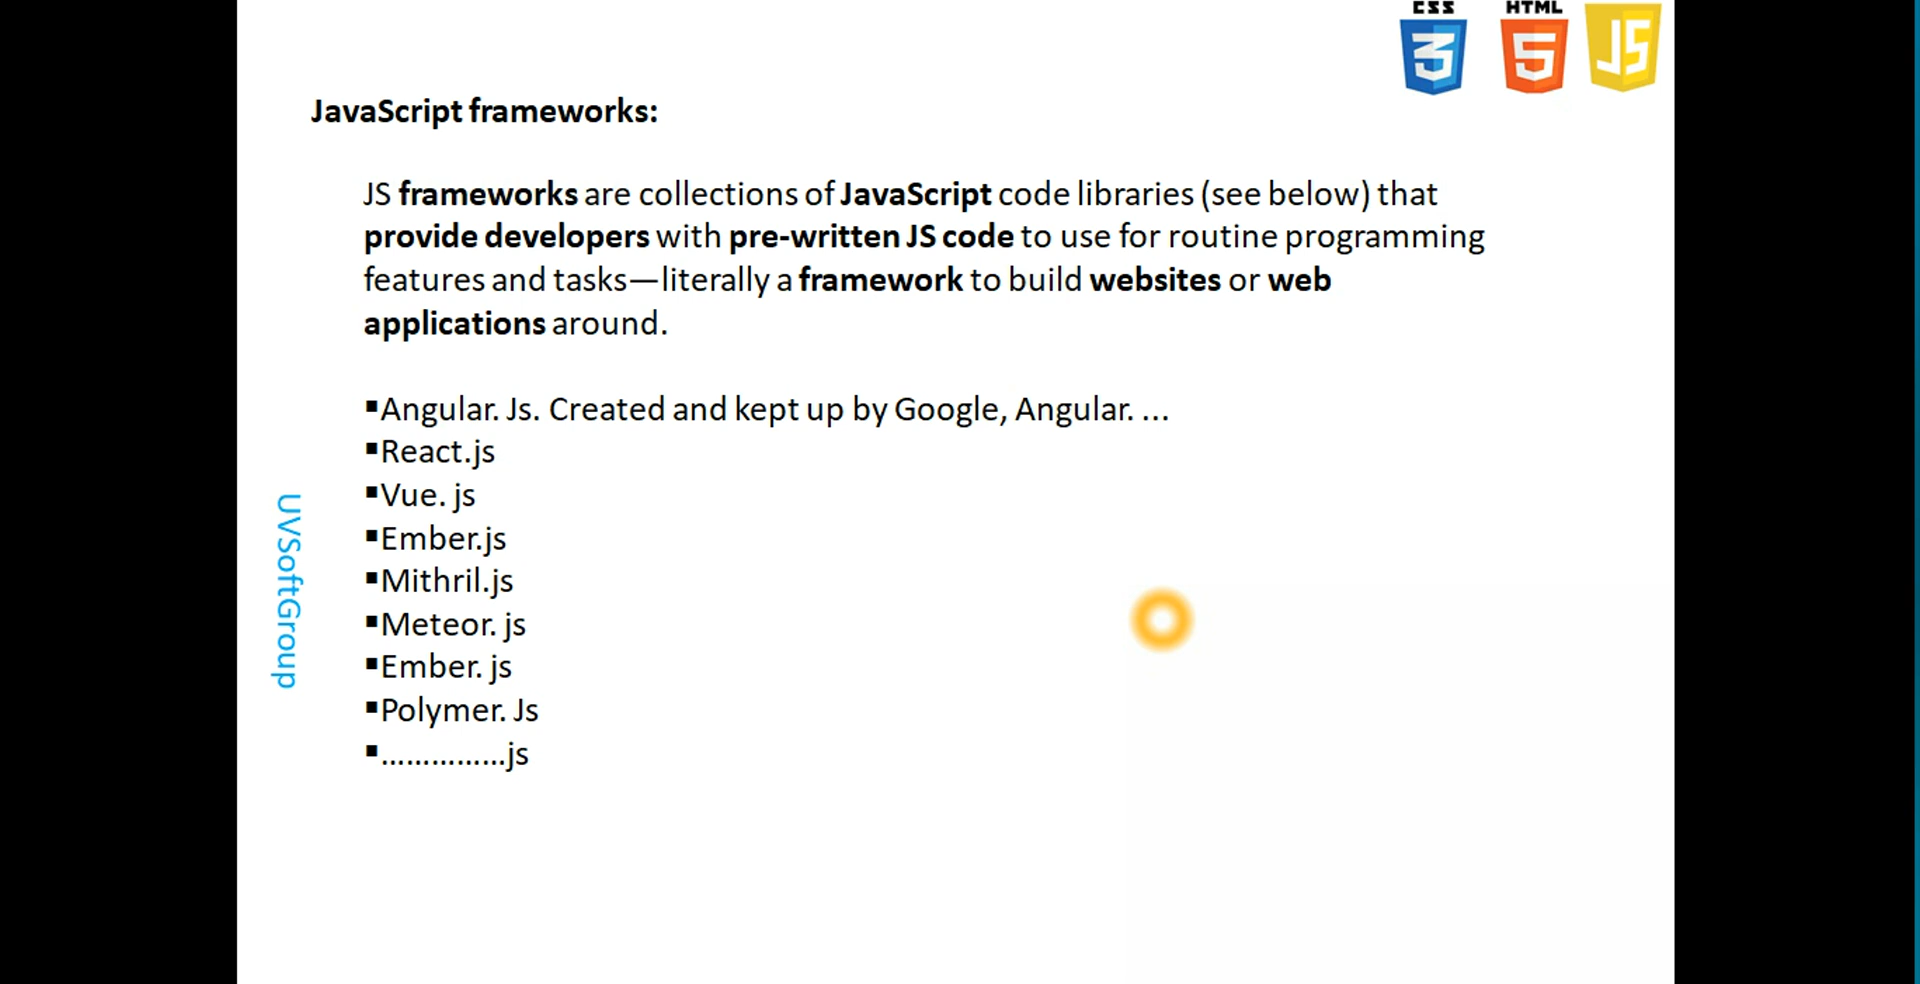 CSS HTML
3 5 JS
JavaScript frameworks:
JS frameworks are collections of JavaScript code libraries (see below) that
provide developers with pre-written JS code to use for routine programming
features and tasks—literally a framework to build websites or web
applications around.
▪Angular. Js. Created and kept up by Google, Angular. ...
▪React.js
▪Vue. js
▪Ember.js
▪Mithril.js
▪Meteor. js
▪Ember. js
▪Polymer. Js
▪...............js
UVSoftGroup